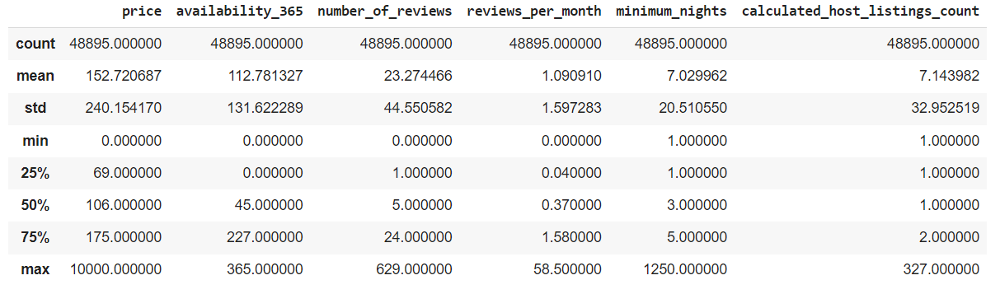 price availability_365 number_of_reviews reviews_per_month minimum_nights calculated_host_listings_count
count 48895.000000 48895.000000 48895.000000 48895.000000 48895.000000 48895.000000
mean 152.720687 112.781327 23.274466 1.090910 7.029962 7.143982
std 240.154170 131.622289 44.550582 1.597283 20.510550 32.952519
min 0.000000 0.000000 0.000000 0.000000 1.000000 1.000000
25% 69.000000 0.000000 1.000000 0.040000 1.000000 1.000000
50% 106.000000 45.000000 5.000000 0.370000 3.000000 1.000000
75% 175.000000 227.000000 24.000000 1.580000 5.000000 2.000000
max 10000.000000 365.000000 629.000000 58.500000 1250.000000 327.000000